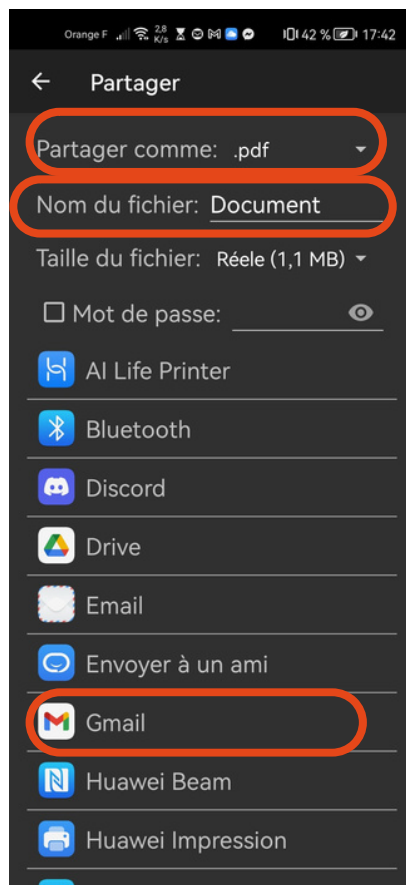 Orange F 2,8 K/s 42 % 17:42
Partager
Partager comme: .pdf
Nom du fichier: Document
Taille du fichier: Réele (1,1 MB)
Mot de passe:
AI Life Printer
Bluetooth
Discord
Drive
Email
Envoyer à un ami
Gmail
Huawei Beam
Huawei Impression